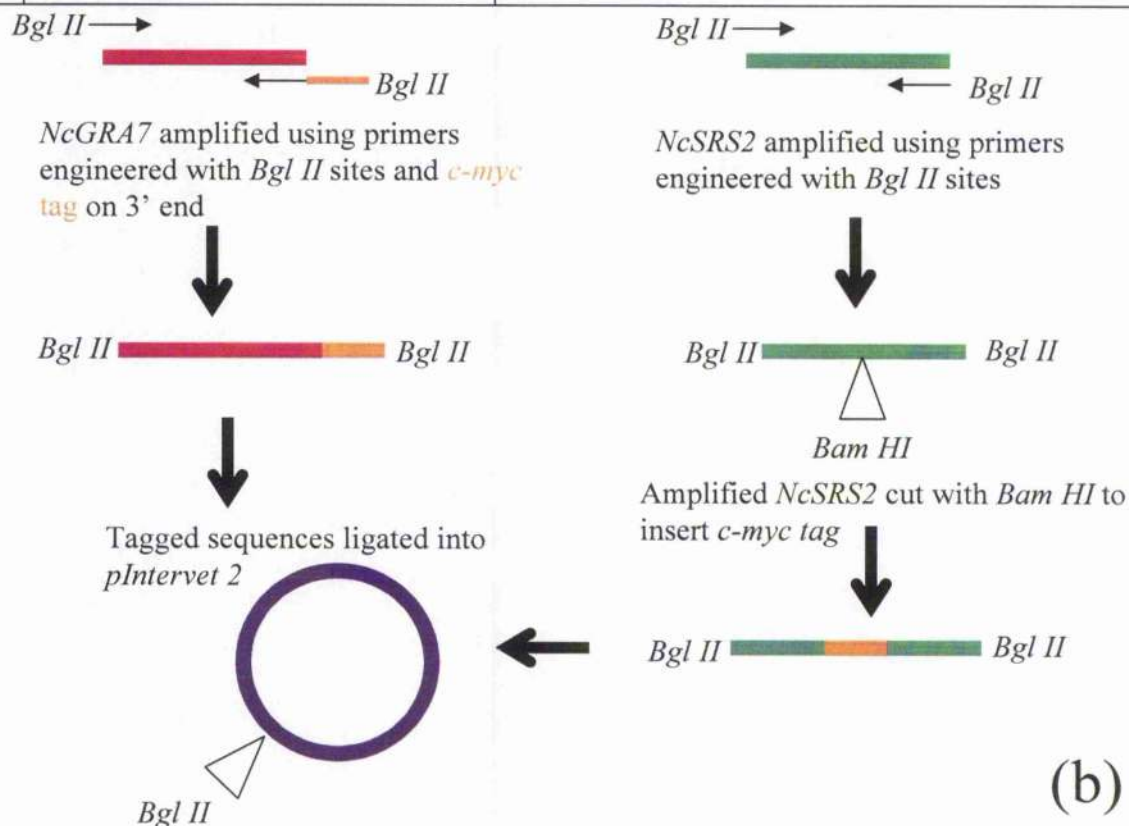 Bgl II
Bgl II
NcGRA7 amplified using primers
engineered with Bgl II sites and c-myc
tag on 3’ end
Bgl II
Bgl II
Tagged sequences ligated into
pIntervet 2
Bgl II
Bgl II
Bgl II
NcSRS2 amplified using primers
engineered with Bgl II sites
Bgl II
Bgl II
Bam HI
Amplified NcSRS2 cut with Bam HI to
insert c-myc tag
Bgl II
Bgl II
(b)